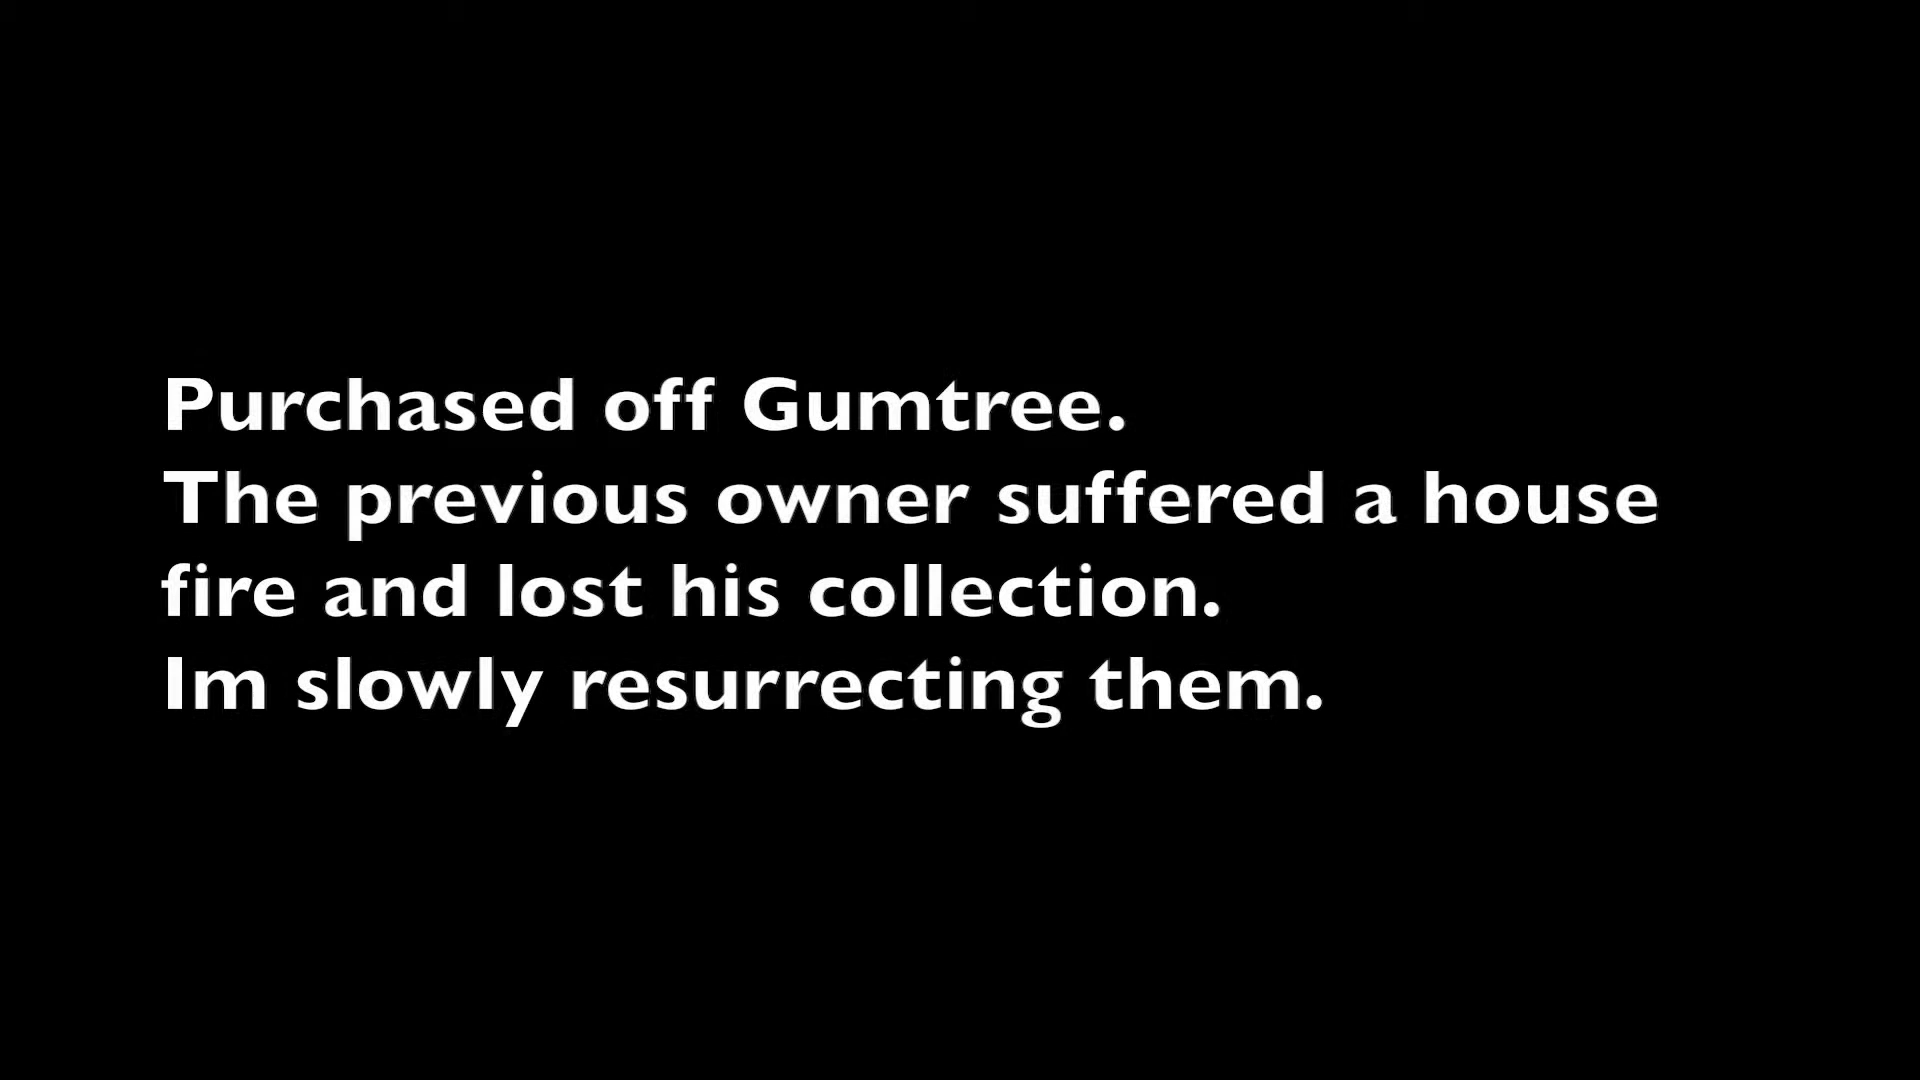 Purchased off Gumtree.
The previous owner suffered a house
fire and lost his collection.
Im slowly resurrecting them.